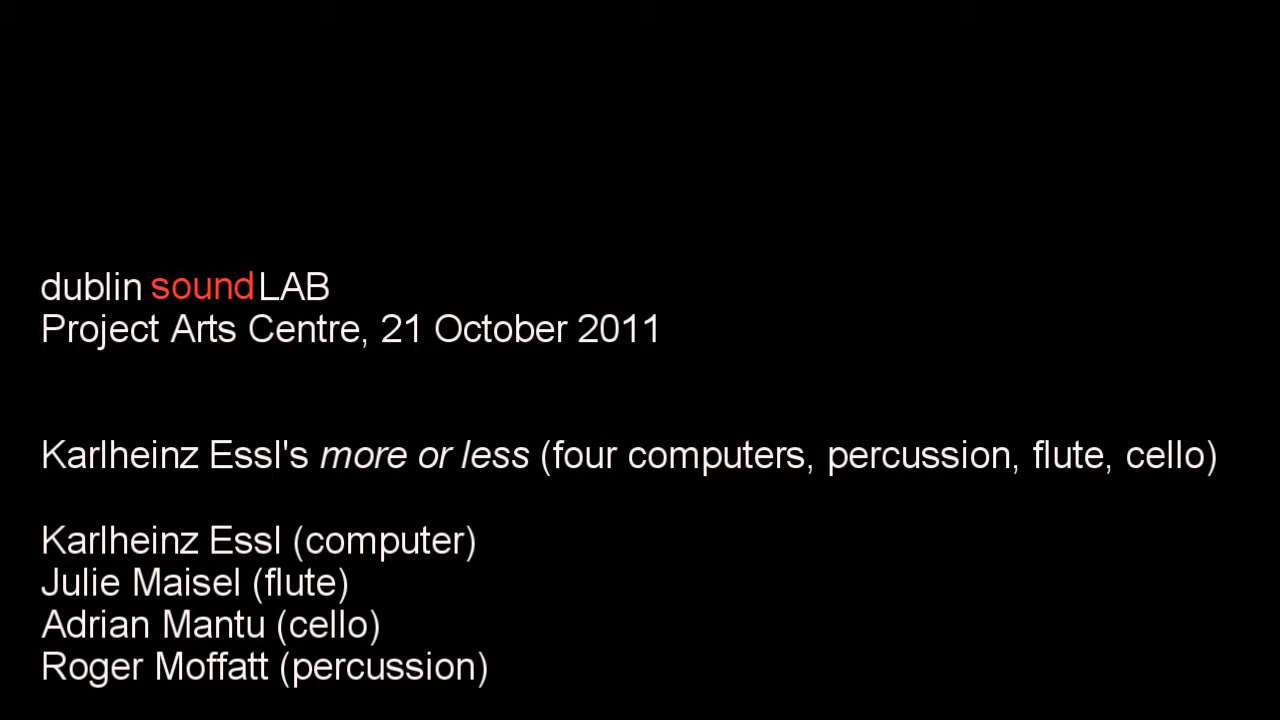 dublin soundLAB
Project Arts Centre, 21 October 2011
Karlheinz Essl's more or less (four computers, percussion, flute, cello)
Karlheinz Essl (computer)
Julie Maisel (flute)
Adrian Mantu (cello)
Roger Moffatt (percussion)